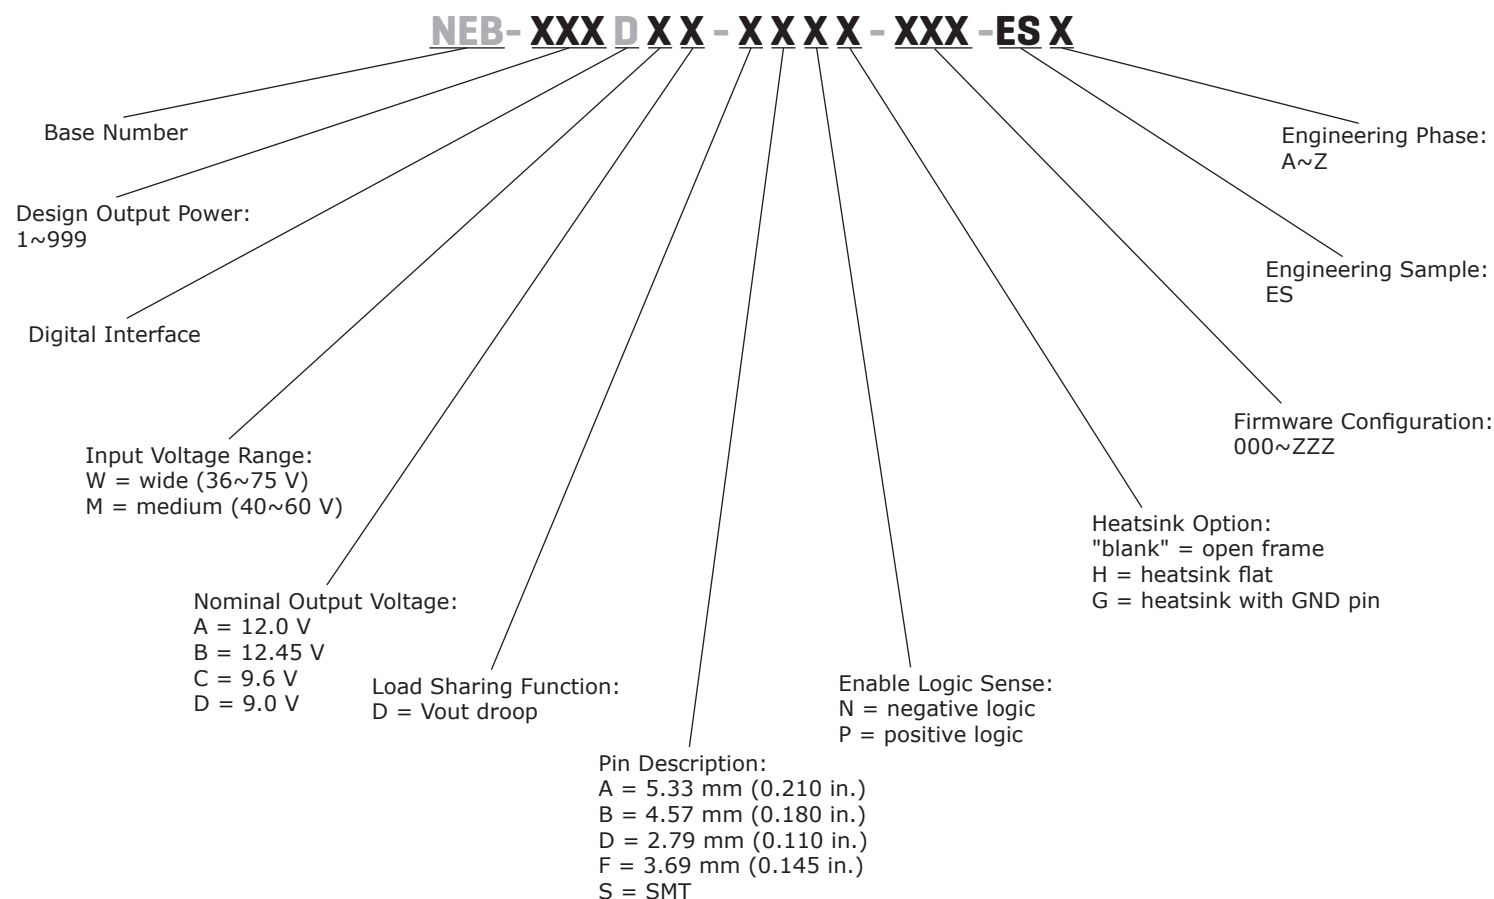 NEB- XXX D X X - X X X X - XXX -ES X
Base Number
Design Output Power:
1~999
Digital Interface
Input Voltage Range:
W = wide (36~75 V)
M = medium (40~60 V)
Nominal Output Voltage:
A = 12.0 V
B = 12.45 V
C = 9.6 V
D = 9.0 V
Load Sharing Function:
D = Vout droop
Pin Description:
A = 5.33 mm (0.210 in.)
B = 4.57 mm (0.180 in.)
D = 2.79 mm (0.110 in.)
F = 3.69 mm (0.145 in.)
S = SMT
Enable Logic Sense:
N = negative logic
P = positive logic
Heatsink Option:
"blank" = open frame
H = heatsink flat
G = heatsink with GND pin
Firmware Configuration:
000~ZZZ
Engineering Sample:
ES
Engineering Phase:
A~Z